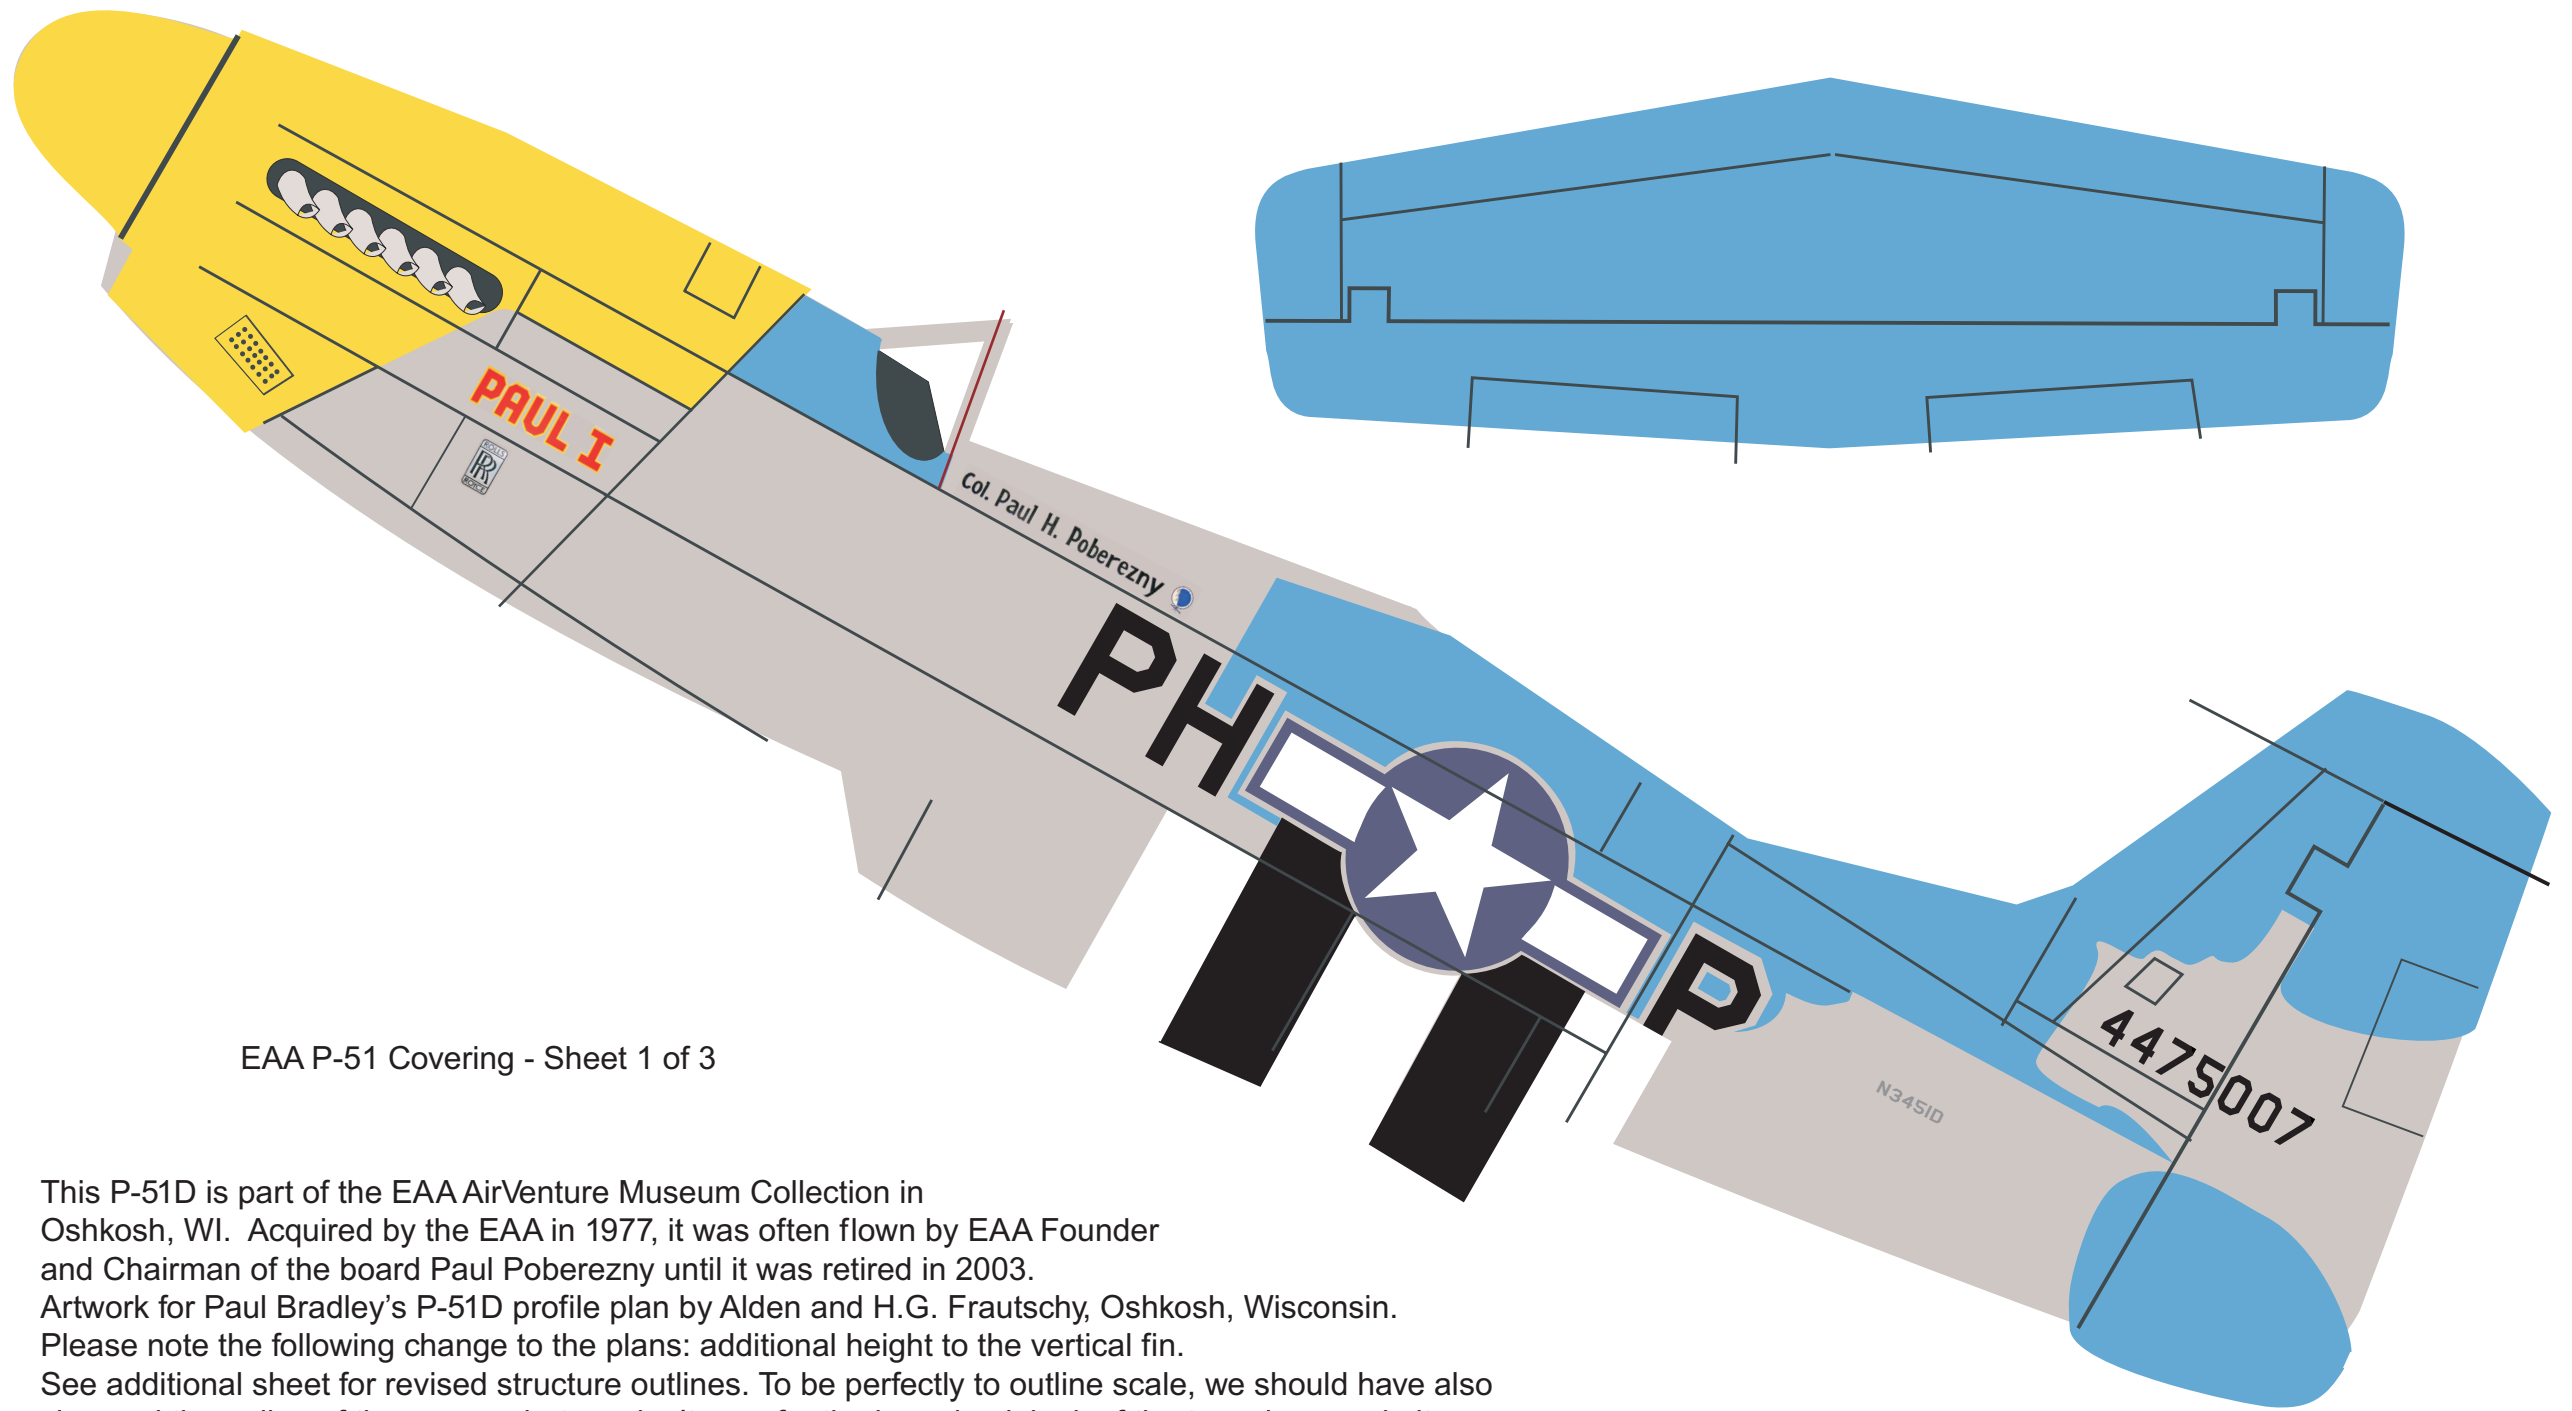 PAUL I
ROLLS
RR
ROYCE
Col. Paul H. Poberezny
PH
P
4475007
N3451D
EAA P-51 Covering - Sheet 1 of 3
This P-51D is part of the EAA AirVenture Museum Collection in
Oshkosh, WI.  Acquired by the EAA in 1977, it was often flown by EAA Founder
and Chairman of the board Paul Poberezny until it was retired in 2003.
Artwork for Paul Bradley’s P-51D profile plan by Alden and H.G. Frautschy, Oshkosh, Wisconsin.
Please note the following change to the plans: additional height to the vertical fin.
See additional sheet for revised structure outlines. To be perfectly to outline scale, we should have also